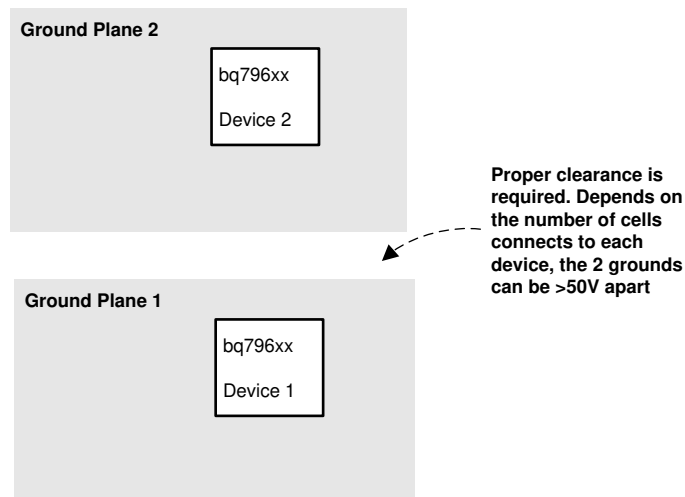 Ground Plane 2
bq796xx
Device 2
Proper clearance is
required. Depends on
the number of cells
connects to each
device, the 2 grounds
can be >50V apart
Ground Plane 1
bq796xx
Device 1